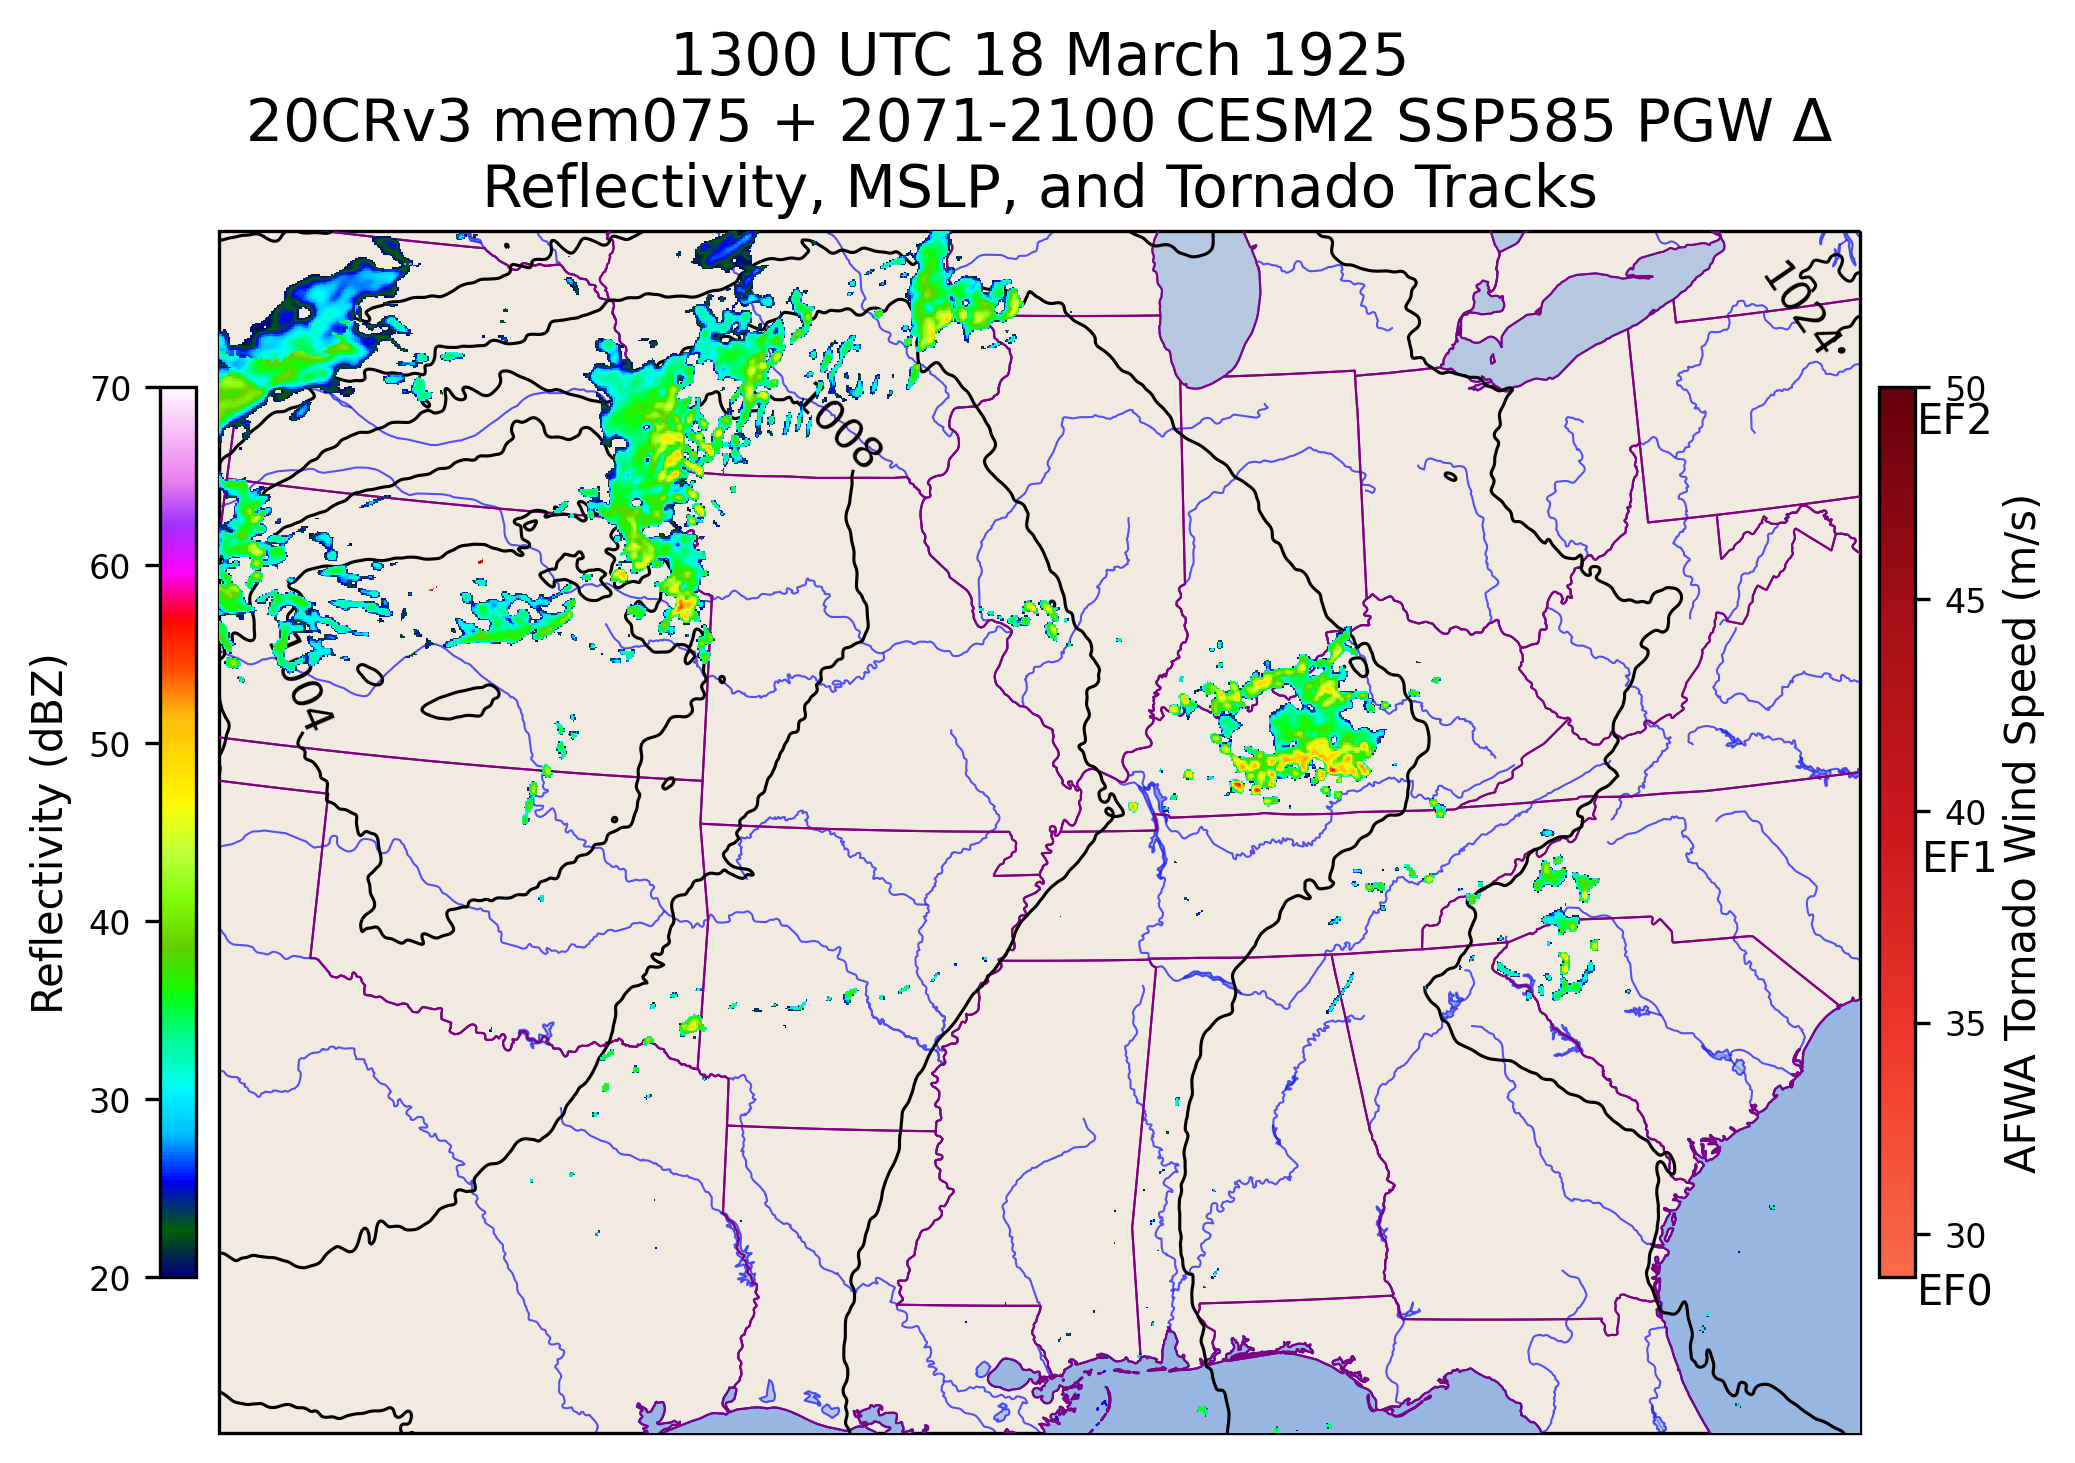 1300 UTC 18 March 1925
20CRv3 mem075 + 2071-2100 CESM2 SSP585 PGW Δ
Reflectivity, MSLP, and Tornado Tracks
1024
1008
1004
0
70
60
50
40
30
20
Reflectivity (dBZ)
50
EF2
45
40
EF1
35
30
EF0
AFWA Tornado Wind Speed (m/s)